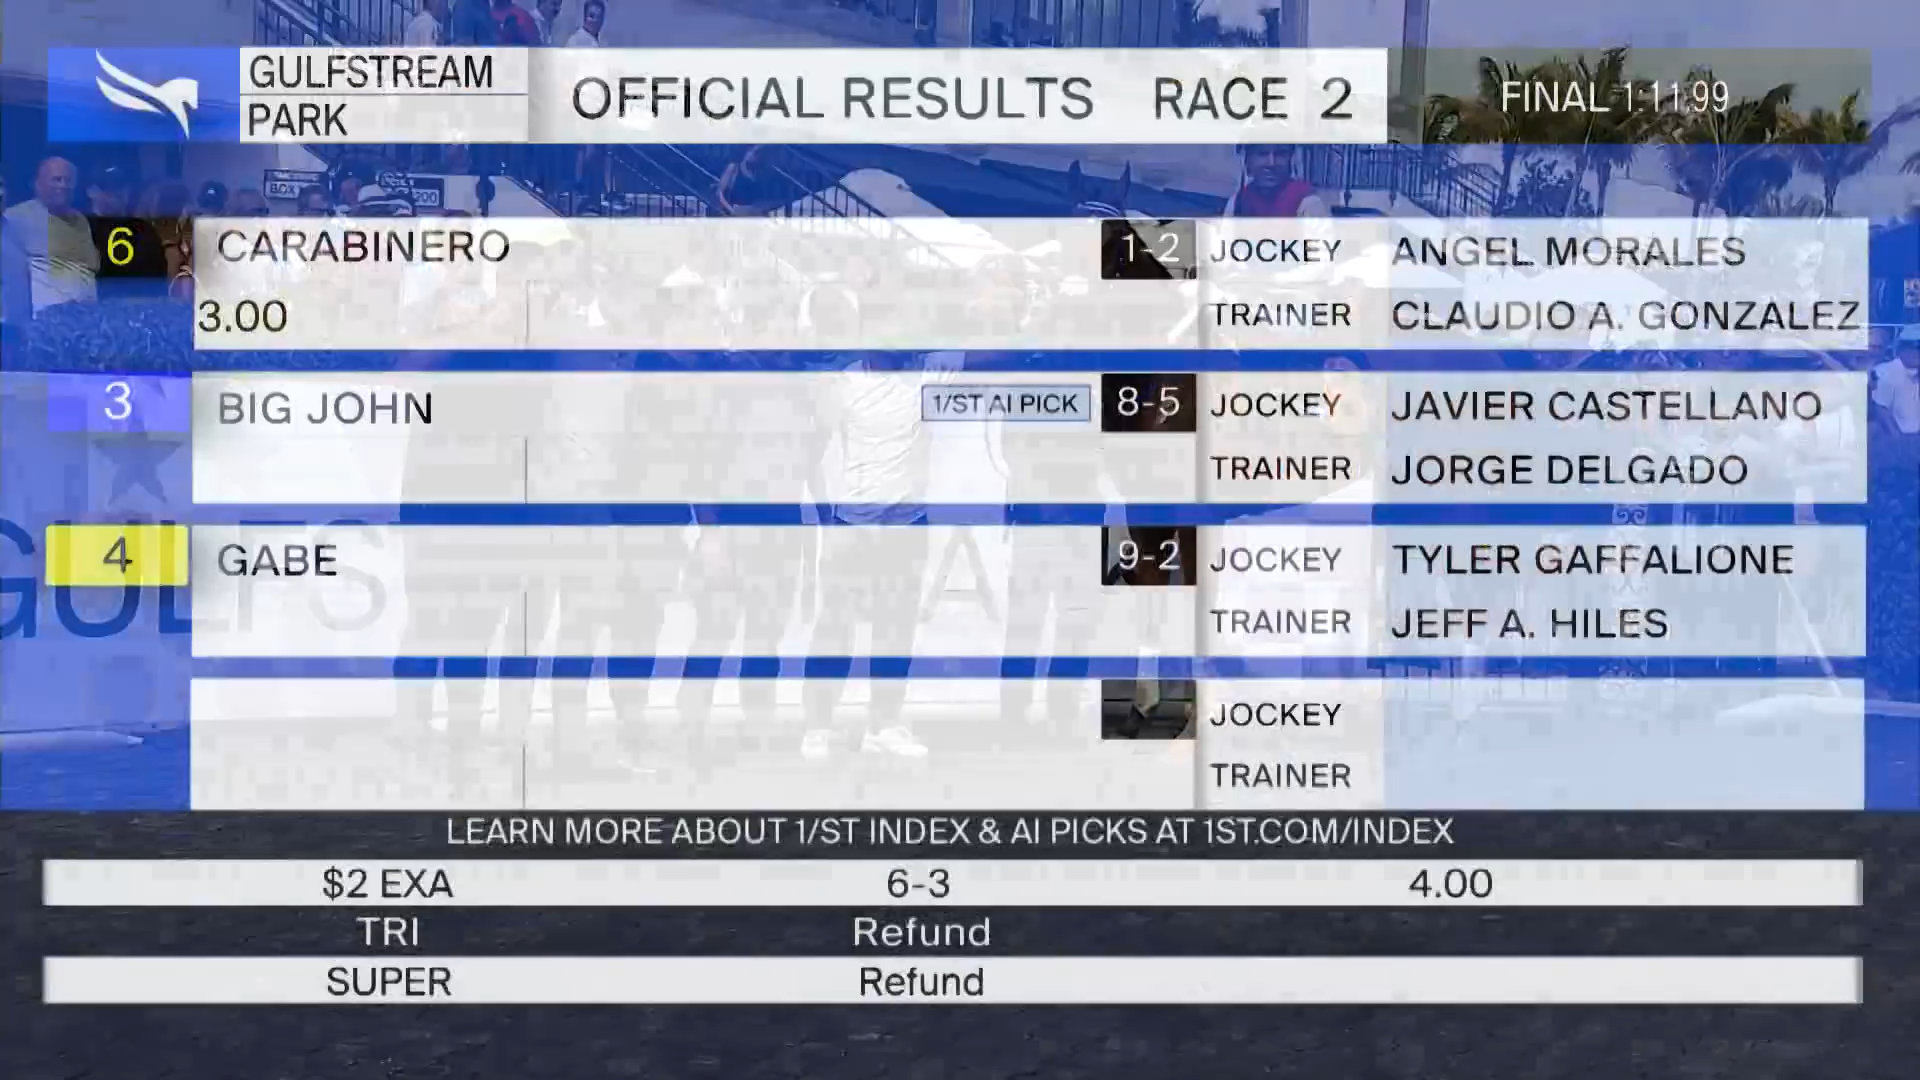 GULFSTREAM
PARK
OFFICIAL RESULTS RACE 2
FINAL 1:11.99
BOX
200
6 CARABINERO 1-2 JOCKEY ANGEL MORALES
3.00 TRAINER CLAUDIO A. GONZALEZ
3 BIG JOHN 1/ST AI PICK 8-5 JOCKEY JAVIER CASTELLANO
TRAINER JORGE DELGADO
4 GABE 9-2 JOCKEY TYLER GAFFALIONE
TRAINER JEFF A. HILES
GULFS
A
JOCKEY
TRAINER
LEARN MORE ABOUT 1/ST INDEX & AI PICKS AT 1ST.COM/INDEX
$2 EXA 6-3 4.00
TRI Refund
SUPER Refund